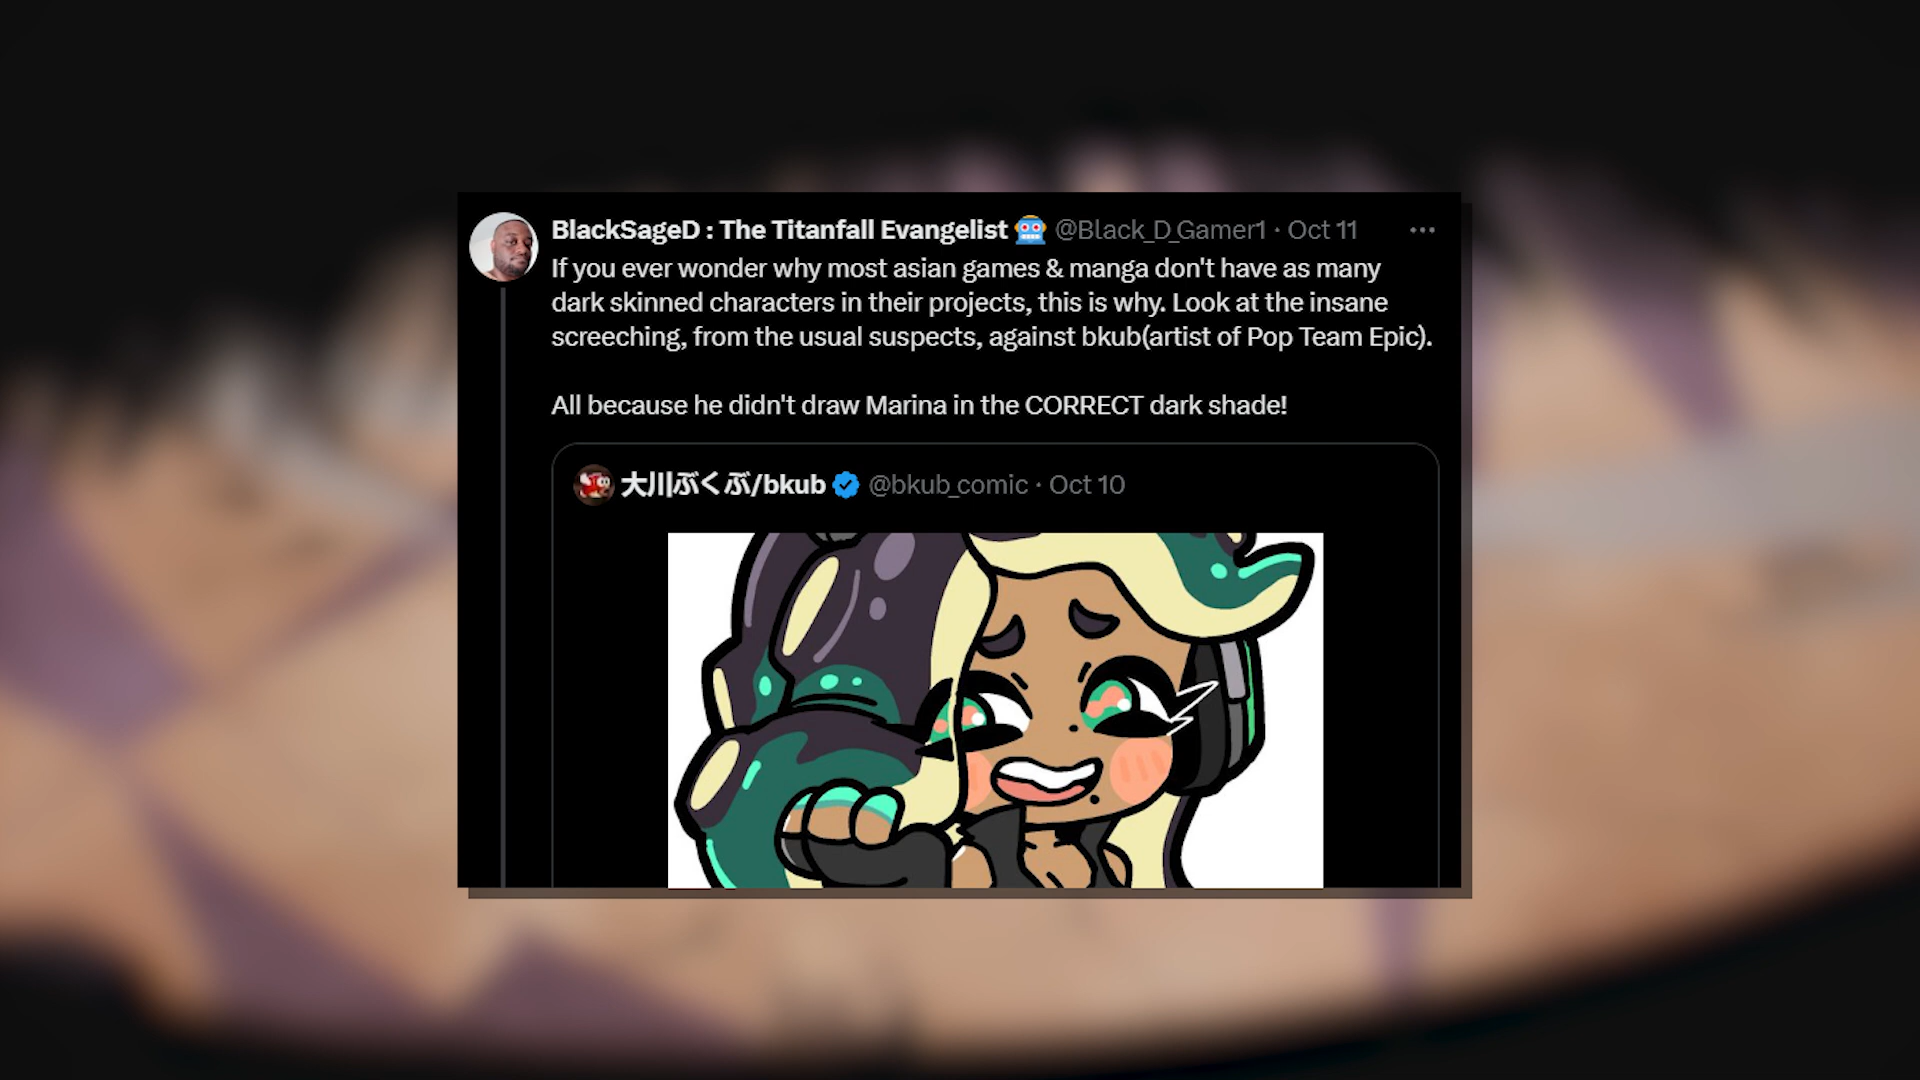 BlackSageD : The Titanfall Evangelist 🤖 @Black_D_Gamer1 · Oct 11 ···
If you ever wonder why most asian games & manga don't have as many
dark skinned characters in their projects, this is why. Look at the insane
screeching, from the usual suspects, against bkub(artist of Pop Team Epic).
All because he didn't draw Marina in the CORRECT dark shade!
大川ぶくぶ/bkub @bkub_comic · Oct 10